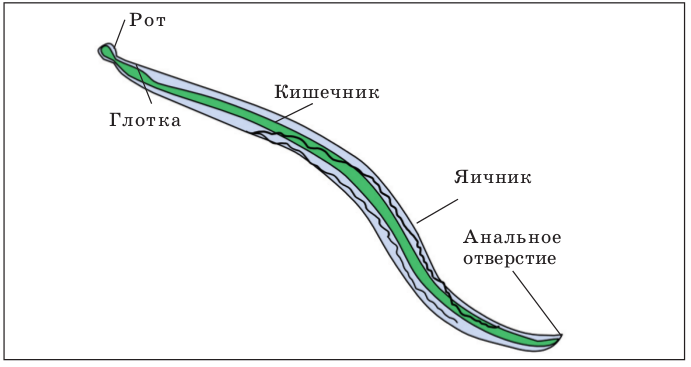 Рот
Глотка
Кишечник
Яичник
Анальное
отверстие